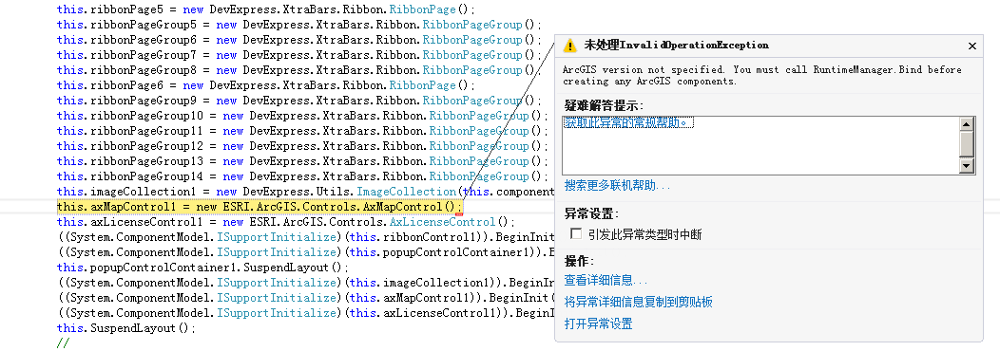 this.ribbonPage5 = new DevExpress.XtraBars.Ribbon.RibbonPage();
this.ribbonPageGroup5 = new DevExpress.XtraBars.Ribbon.RibbonPageGroup();
this.ribbonPageGroup6 = new DevExpress.XtraBars.Ribbon.RibbonPageGroup();
this.ribbonPageGroup7 = new DevExpress.XtraBars.Ribbon.RibbonPageGroup();
this.ribbonPageGroup8 = new DevExpress.XtraBars.Ribbon.RibbonPageGroup();
this.ribbonPage6 = new DevExpress.XtraBars.Ribbon.RibbonPage();
this.ribbonPageGroup9 = new DevExpress.XtraBars.Ribbon.RibbonPageGroup();
this.ribbonPageGroup10 = new DevExpress.XtraBars.Ribbon.RibbonPageGroup();
this.ribbonPageGroup11 = new DevExpress.XtraBars.Ribbon.RibbonPageGroup();
this.ribbonPageGroup12 = new DevExpress.XtraBars.Ribbon.RibbonPageGroup();
this.ribbonPageGroup13 = new DevExpress.XtraBars.Ribbon.RibbonPageGroup();
this.ribbonPageGroup14 = new DevExpress.XtraBars.Ribbon.RibbonPageGroup();
this.imageCollection1 = new DevExpress.Utils.ImageCollection(this.component
this.axMapControl1 = new ESRI.ArcGIS.Controls.AxMapControl();
this.axLicenseControl1 = new ESRI.ArcGIS.Controls.AxLicenseControl();
((System.ComponentModel.ISupportInitialize)(this.ribbonControl1)).BeginInit
((System.ComponentModel.ISupportInitialize)(this.popupControlContainer1)).B
this.popupControlContainer1.SuspendLayout();
((System.ComponentModel.ISupportInitialize)(this.imageCollection1)).BeginIn
((System.ComponentModel.ISupportInitialize)(this.axMapControl1)).BeginInit(
((System.ComponentModel.ISupportInitialize)(this.axLicenseControl1)).BeginI
this.SuspendLayout();
//
未处理InvalidOperationException
ArcGIS version not specified. You must call RuntimeManager.Bind before
creating any ArcGIS components.
疑难解答提示:
获取此异常的常规帮助。
搜索更多联机帮助...
异常设置:
引发此异常类型时中断
操作:
查看详细信息...
将异常详细信息复制到剪贴板
打开异常设置